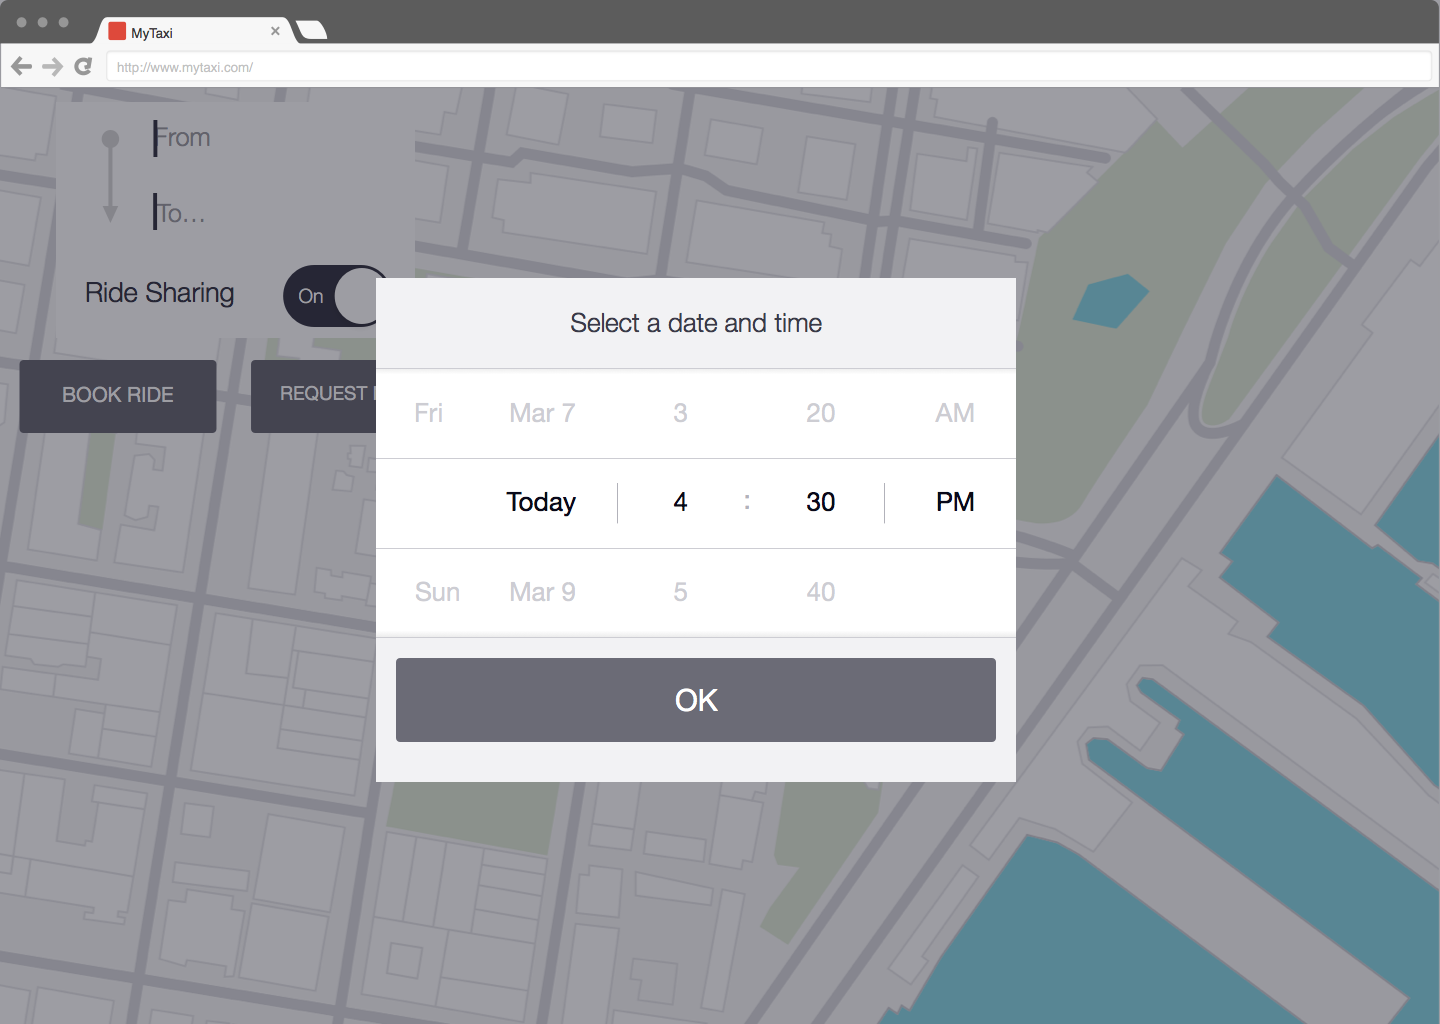 MyTaxi
http://www.mytaxi.com/
From
To...
Ride Sharing On
BOOK RIDE REQUEST
Select a date and time
Fri Mar 7 3 20 AM
Today 4 : 30 PM
Sun Mar 9 5 40
OK